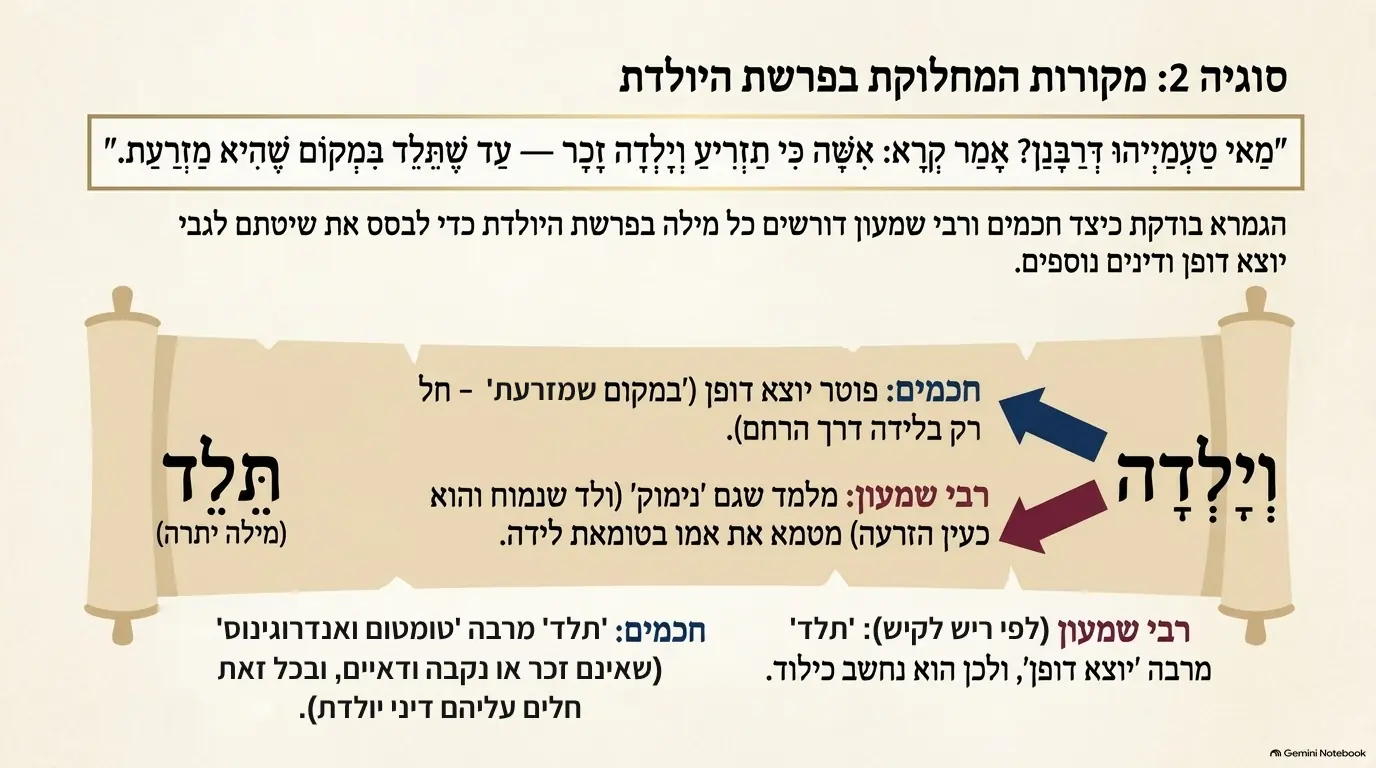 סוגיה 2: מקורות המחלוקת בפרשת היולדת
"מַאי טַעְמַיְיהוּ דְּרַבָּנַן? אָמַר קְרָא: אִשָּׁה כִּי תַזְרִיעַ וְיָלְדָה זָכָר — עַד שֶׁתֵּלֵד בִּמְקוֹם שֶׁהִיא מַזְרַעַת."
הגמרא בודקת כיצד חכמים ורבי שמעון דורשים כל מילה בפרשת היולדת כדי לבסס את שיטתם לגבי
יוצא דופן ודינים נוספים.
וְיָלְדָה
חכמים: פוטר יוצא דופן ('במקום שמזרעת' – חל
רק בלידה דרך הרחם).
רבי שמעון: מלמד שגם 'נימוק' (ולד שנמוח והוא
כעין הזרעה) מטמא את אמו בטומאת לידה.
תֵּלֵד
(מילה יתרה)
רבי שמעון (לפי ריש לקיש): 'תלד'
מרבה 'יוצא דופן', ולכן הוא נחשב כילוד.
חכמים: 'תלד' מרבה 'טומטום ואנדרוגינוס'
(שאינם זכר או נקבה ודאיים, ובכל זאת
חלים עליהם דיני יולדת).
Gemini Notebook